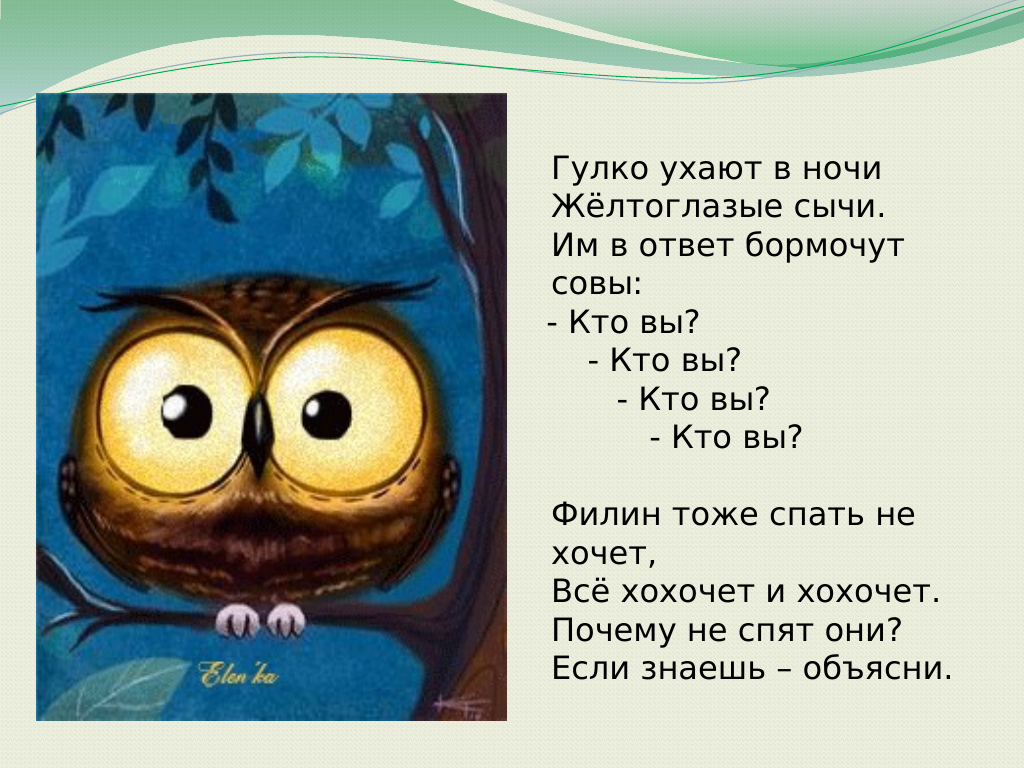 Гулко ухают в ночи
Жёлтоглазые сычи.
Им в ответ бормочут
совы:
- Кто вы?
- Кто вы?
- Кто вы?
- Кто вы?
Филин тоже спать не
хочет,
Всё хохочет и хохочет.
Почему не спят они?
Если знаешь – объясни.
Elen'ka